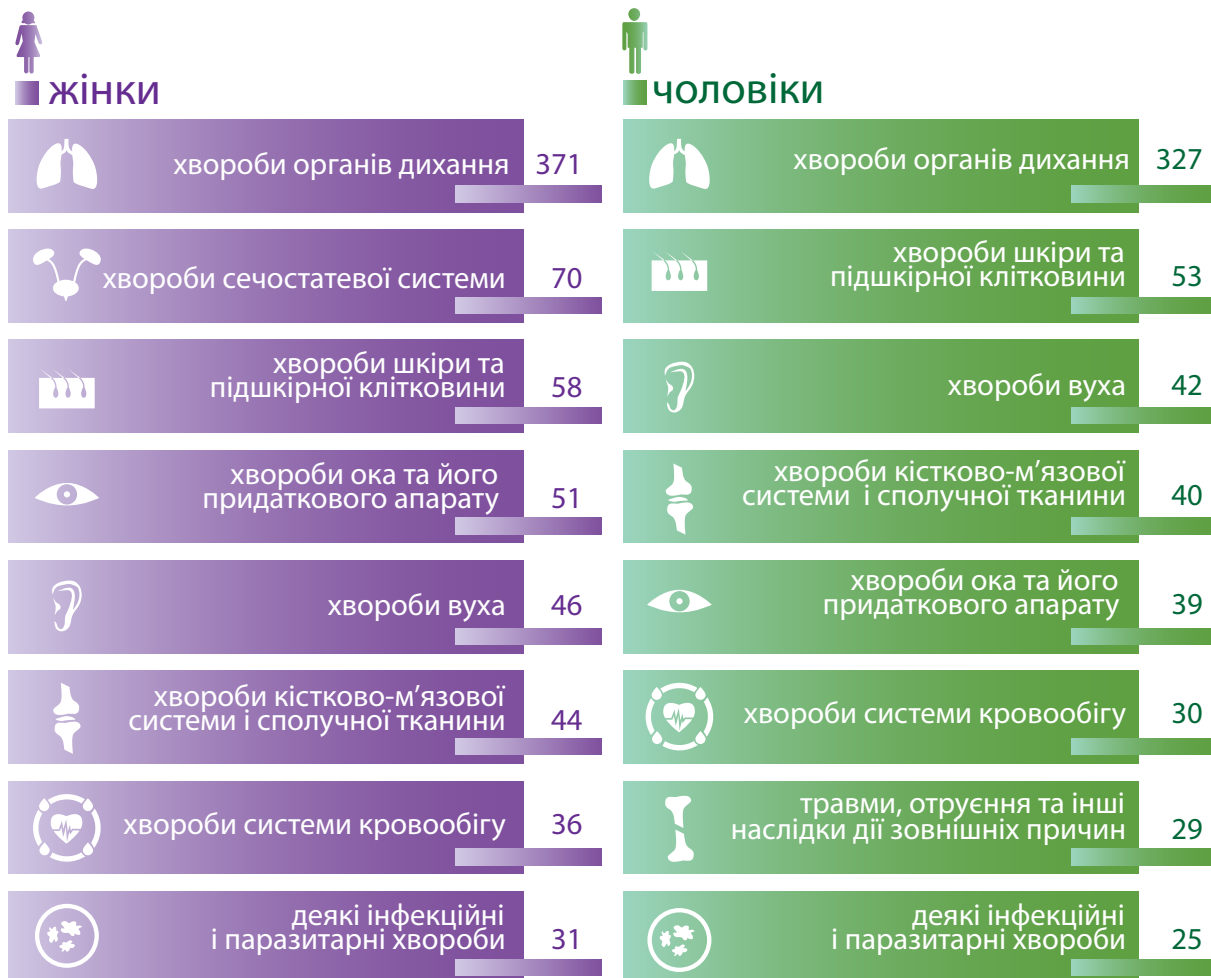 жінки
хвороби органів дихання 371
хвороби сечостатевої системи 70
хвороби шкіри та
підшкірної клітковини 58
хвороби ока та його
придаткового апарату 51
хвороби вуха 46
хвороби кістково-м’язової
системи і сполучної тканини 44
хвороби системи кровообігу 36
деякі інфекційні
і паразитарні хвороби 31
чоловіки
хвороби органів дихання 327
хвороби шкіри та
підшкірної клітковини 53
хвороби вуха 42
хвороби кістково-м’язової
системи і сполучної тканини 40
хвороби ока та його
придаткового апарату 39
хвороби системи кровообігу 30
травми, отруєння та інші
наслідки дії зовнішніх причин 29
деякі інфекційні
і паразитарні хвороби 25